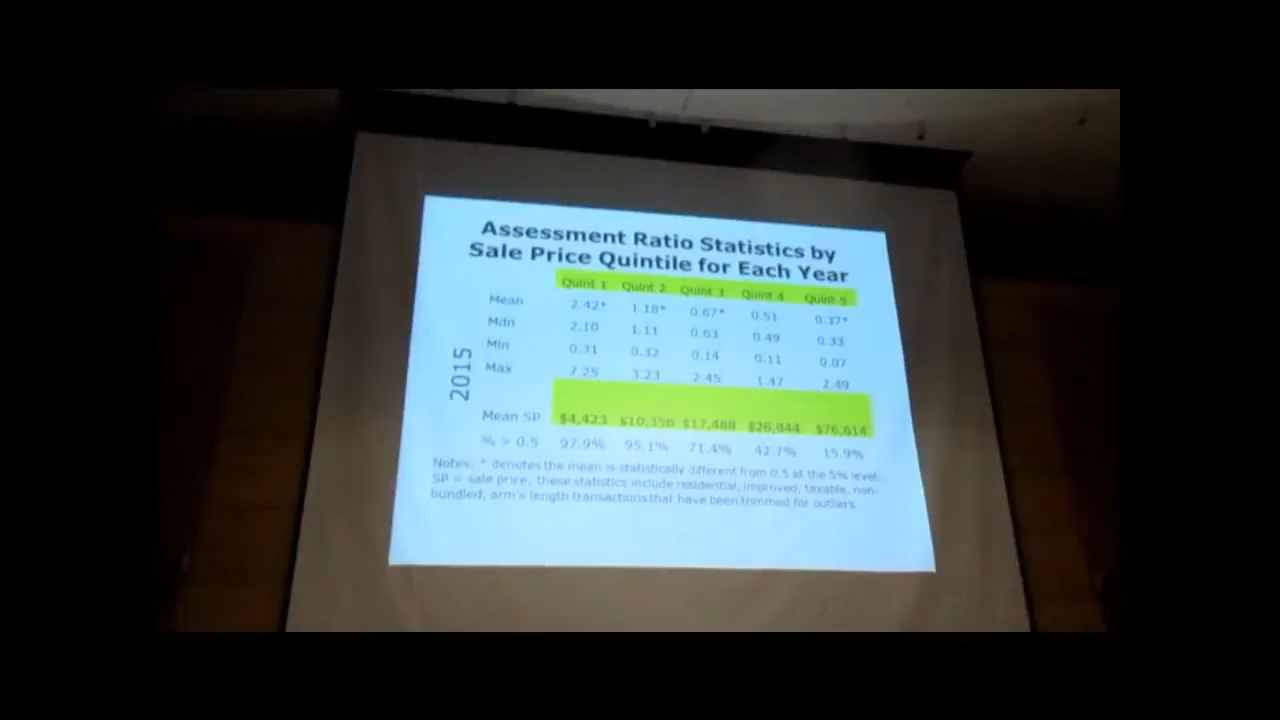 Assessment Ratio Statistics by
Sale Price Quintile for Each Year
Quint 1 Quint 2 Quint 3 Quint 4 Quint 5
Mean 2.42* 1.18* 0.67* 0.51 0.37*
Mdn 2.10 1.11 0.63 0.49 0.33
Min 0.31 0.32 0.14 0.11 0.07
Max 7.25 3.23 2.45 1.47 2.49
2015
Mean SP $4,423 $10,350 $17,488 $26,844 $76,614
% > 0.5 97.9% 95.1% 71.4% 42.7% 15.9%
Notes: * denotes the mean is statistically different from 0.5 at the 5% level;
SP = sale price; these statistics include residential, improved, taxable, non-
bundled, arm's length transactions that have been trimmed for outliers